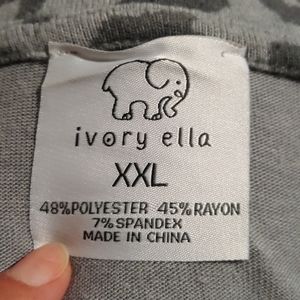 ivory ella
XXL
48%POLYESTER 45%RAYON
7%SPANDEX
MADE IN CHINA